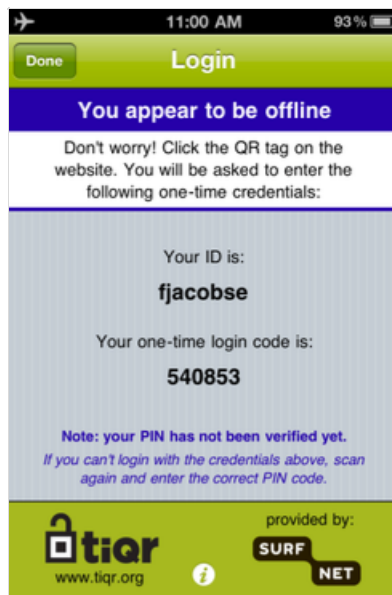 11:00 AM 93%
Done Login
You appear to be offline
Don't worry! Click the QR tag on the
website. You will be asked to enter the
following one-time credentials:
Your ID is:
fjacobse
Your one-time login code is:
540853
Note: your PIN has not been verified yet.
If you can't login with the credentials above, scan
again and enter the correct PIN code.
provided by:
tiqr
SURF
NET
www.tiqr.org
i